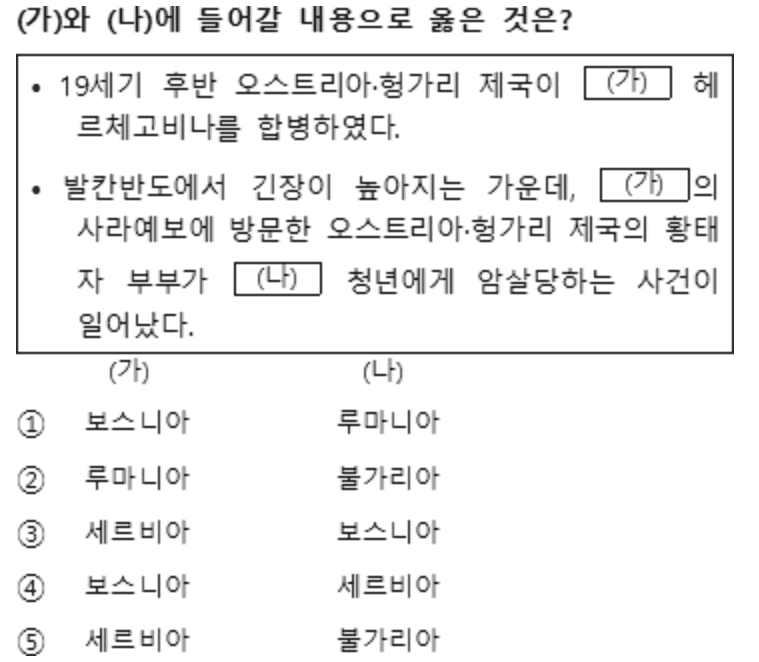 (가)와 (나)에 들어갈 내용으로 옳은 것은?
• 19세기 후반 오스트리아·헝가리 제국이 (가) 헤
르체고비나를 합병하였다.
• 발칸반도에서 긴장이 높아지는 가운데, (가)의
사라예보에 방문한 오스트리아·헝가리 제국의 황태
자 부부가 (나) 청년에게 암살당하는 사건이
일어났다.
(가) (나)
① 보스니아 루마니아
② 루마니아 불가리아
③ 세르비아 보스니아
④ 보스니아 세르비아
⑤ 세르비아 불가리아